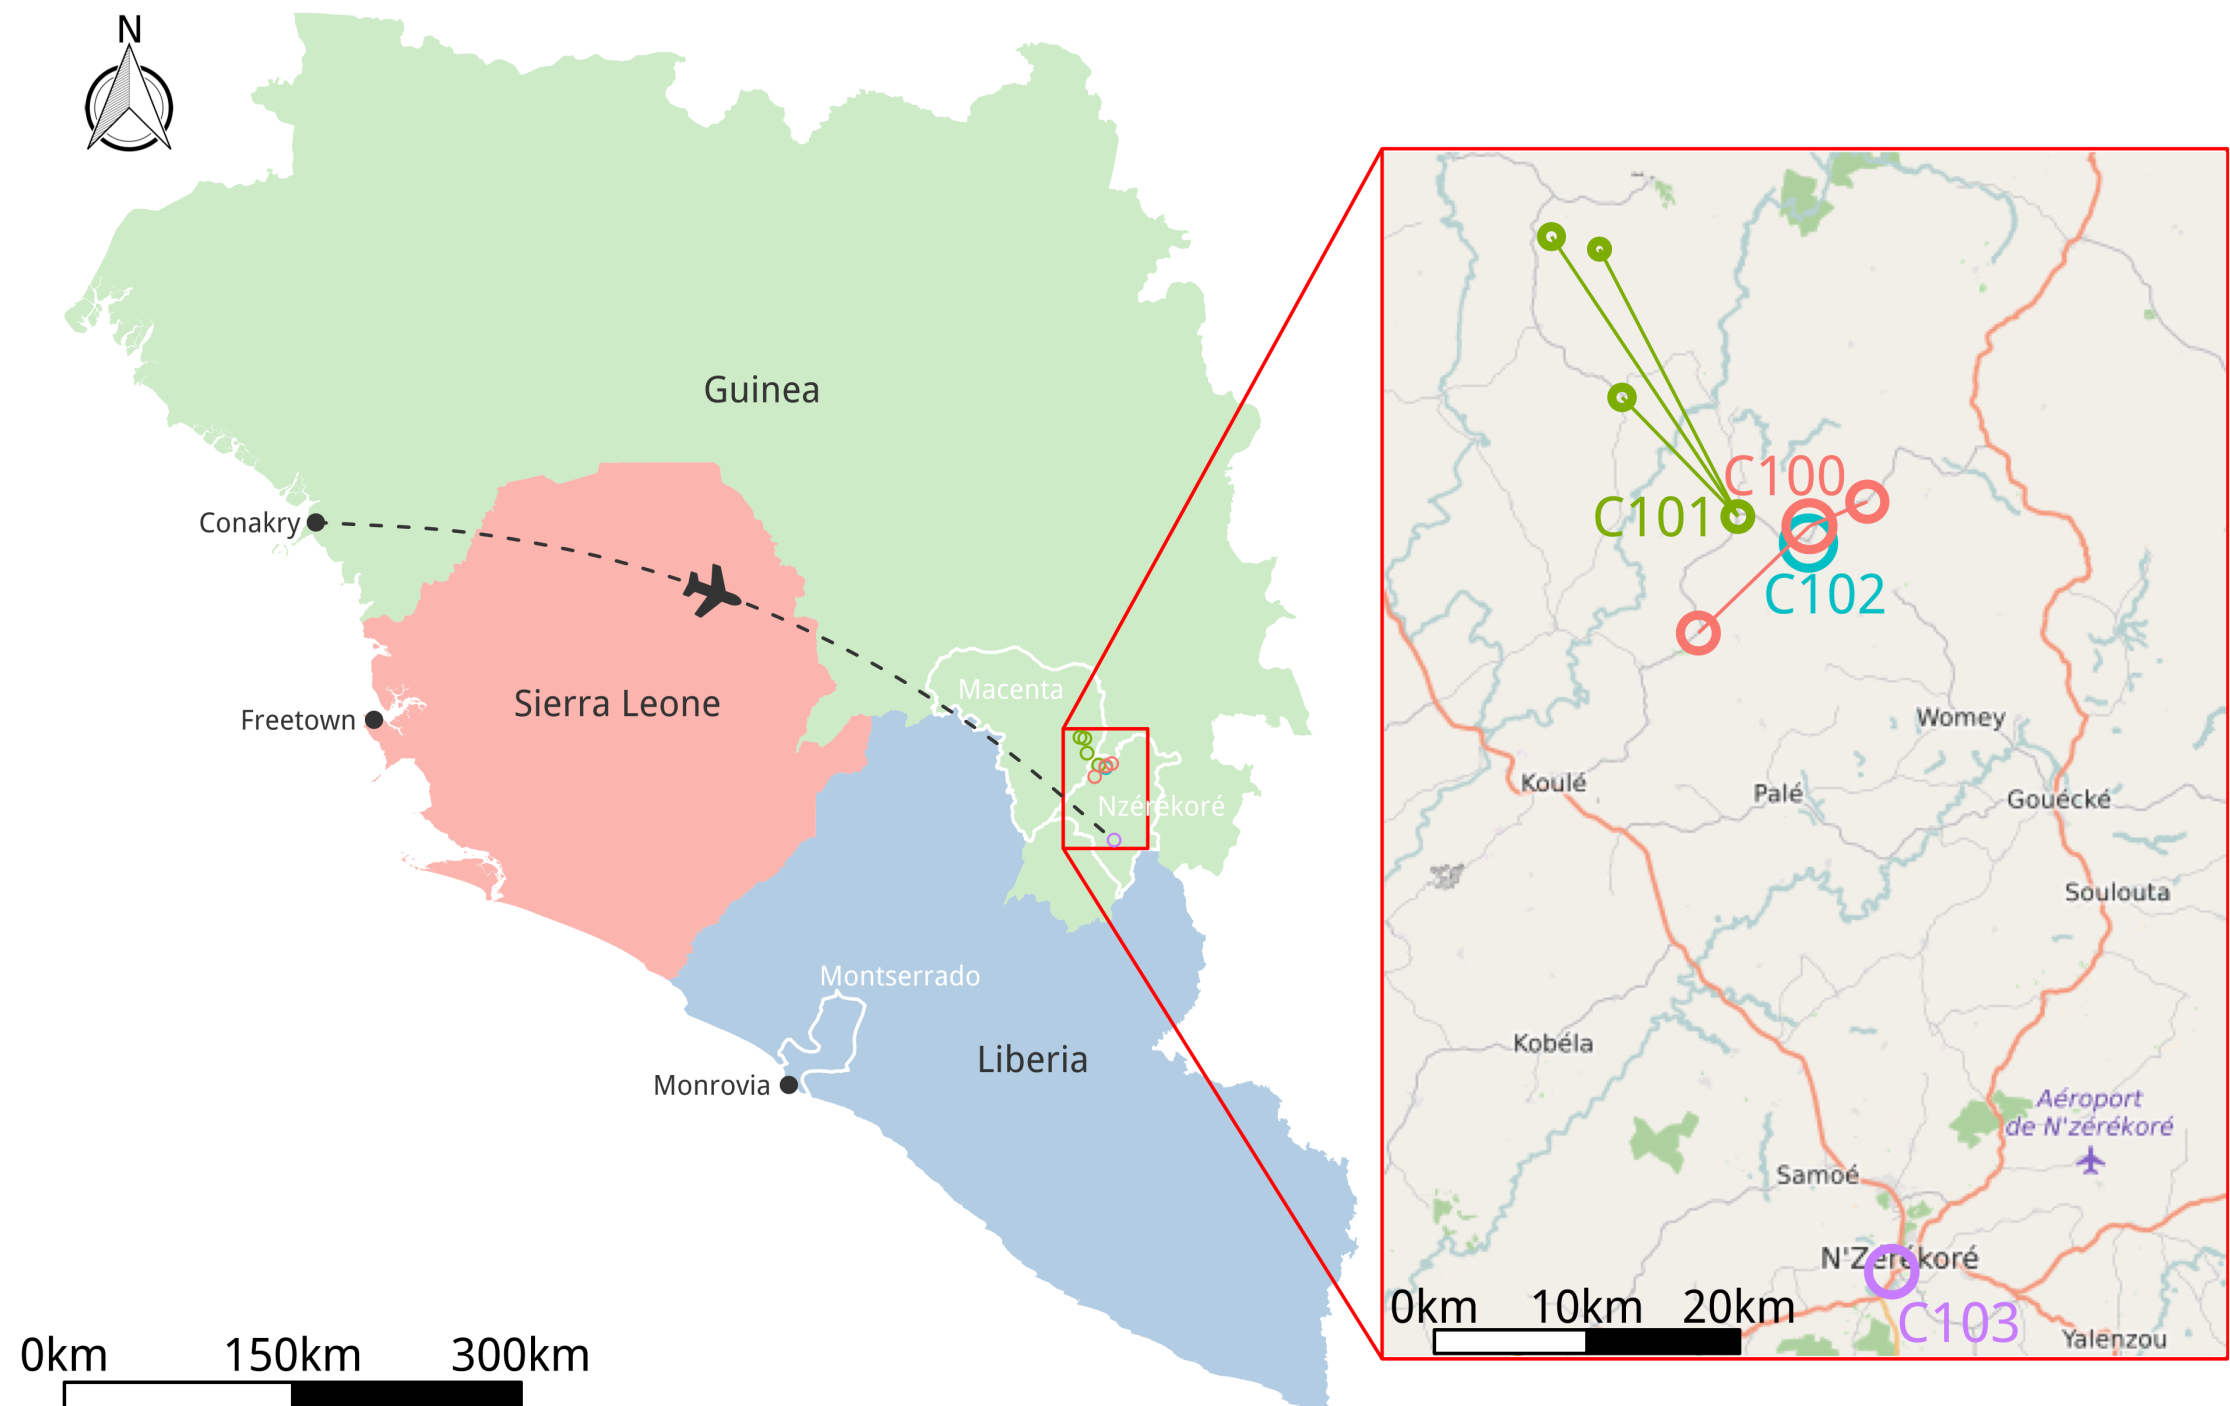 N
Guinea
Conakry
Sierra Leone
Freetown
Macenta
Nzérékoré
Montserrado
Liberia
Monrovia
0km 150km 300km
C100
C101
C102
Womey
Koulé
Palé
Gouécké
Soulouta
Kobéla
Aéroport
de N'zérékoré
Samoé
N'Zérékoré
0km 10km 20km
C103
Yalenzou